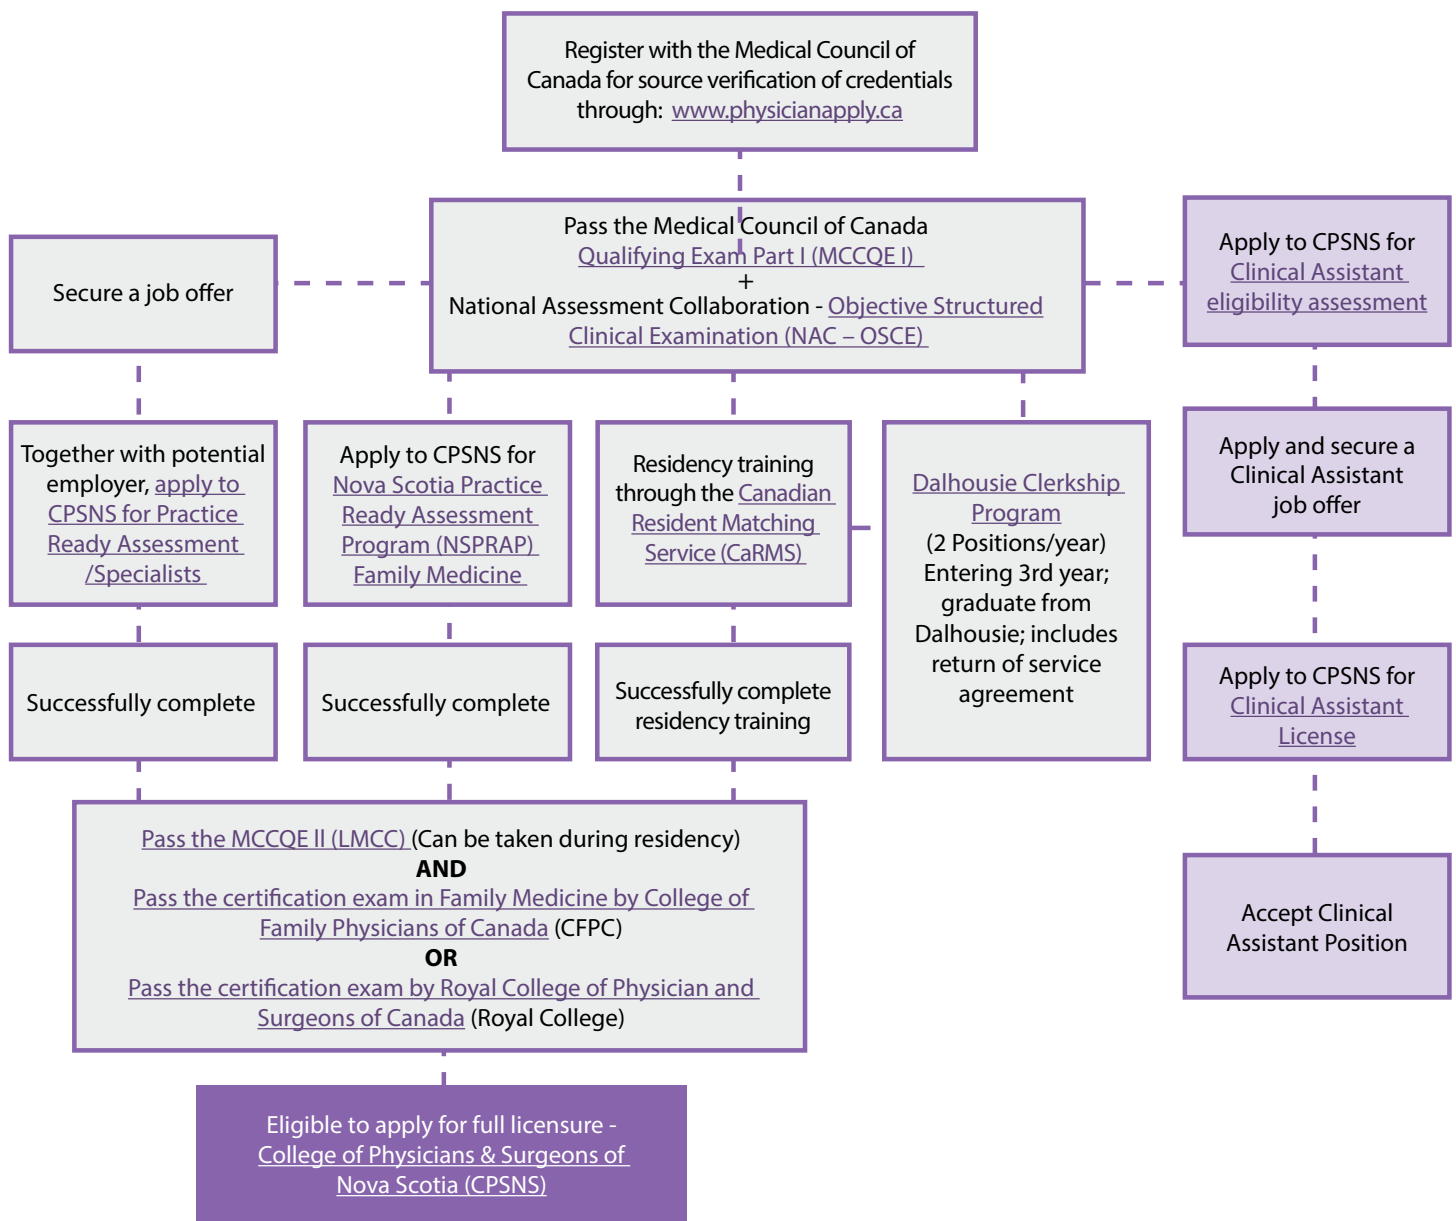 Register with the Medical Council of
Canada for source verification of credentials
through: www.physicianapply.ca
Secure a job offer
Pass the Medical Council of Canada
Qualifying Exam Part I (MCCQE I)
+
National Assessment Collaboration - Objective Structured
Clinical Examination (NAC – OSCE)
Apply to CPSNS for
Clinical Assistant
eligibility assessment
Together with potential
employer, apply to
CPSNS for Practice
Ready Assessment
/Specialists
Apply to CPSNS for
Nova Scotia Practice
Ready Assessment
Program (NSPRAP)
Family Medicine
Residency training
through the Canadian
Resident Matching
Service (CaRMS)
Dalhousie Clerkship
Program
(2 Positions/year)
Entering 3rd year;
graduate from
Dalhousie; includes
return of service
agreement
Apply and secure a
Clinical Assistant
job offer
Successfully complete
Successfully complete
Successfully complete
residency training
Apply to CPSNS for
Clinical Assistant
License
Pass the MCCQE ll (LMCC) (Can be taken during residency)
AND
Pass the certification exam in Family Medicine by College of
Family Physicians of Canada (CFPC)
OR
Pass the certification exam by Royal College of Physician and
Surgeons of Canada (Royal College)
Accept Clinical
Assistant Position
Eligible to apply for full licensure -
College of Physicians & Surgeons of
Nova Scotia (CPSNS)